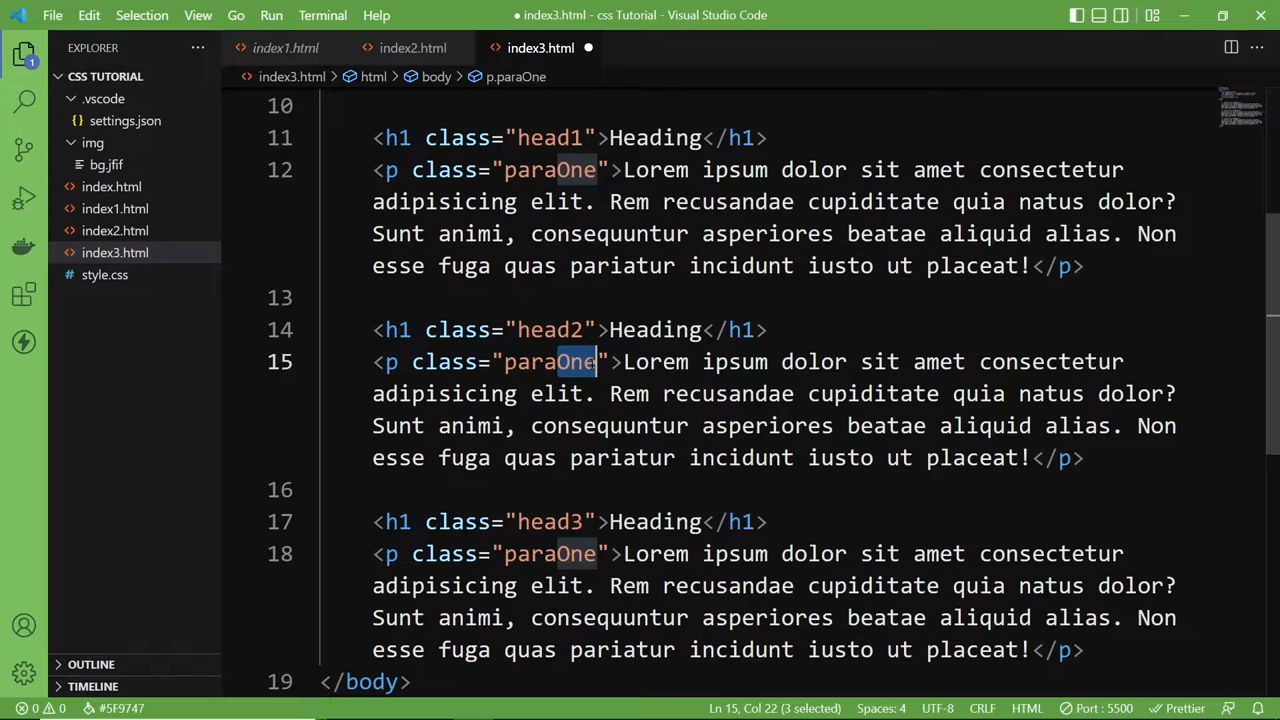 File Edit Selection View Go Run Terminal Help
● index3.html - css Tutorial - Visual Studio Code
EXPLORER
index1.html index2.html index3.html
index3.html > html > body > p.paraOne
CSS TUTORIAL
.vscode
settings.json
img
bg.jfif
index.html
index1.html
index2.html
index3.html
style.css
OUTLINE
TIMELINE
10
11 <h1 class="head1">Heading</h1>
12 <p class="paraOne">Lorem ipsum dolor sit amet consectetur
adipisicing elit. Rem recusandae cupiditate quia natus dolor?
Sunt animi, consequuntur asperiores beatae aliquid alias. Non
esse fuga quas pariatur incidunt iusto ut placeat!</p>
13
14 <h1 class="head2">Heading</h1>
15 <p class="paraOne">Lorem ipsum dolor sit amet consectetur
adipisicing elit. Rem recusandae cupiditate quia natus dolor?
Sunt animi, consequuntur asperiores beatae aliquid alias. Non
esse fuga quas pariatur incidunt iusto ut placeat!</p>
16
17 <h1 class="head3">Heading</h1>
18 <p class="paraOne">Lorem ipsum dolor sit amet consectetur
adipisicing elit. Rem recusandae cupiditate quia natus dolor?
Sunt animi, consequuntur asperiores beatae aliquid alias. Non
esse fuga quas pariatur incidunt iusto ut placeat!</p>
19 </body>
1
0 0 #5F9747 Ln 15, Col 22 (3 selected) Spaces: 4 UTF-8 CRLF HTML Port : 5500 Prettier